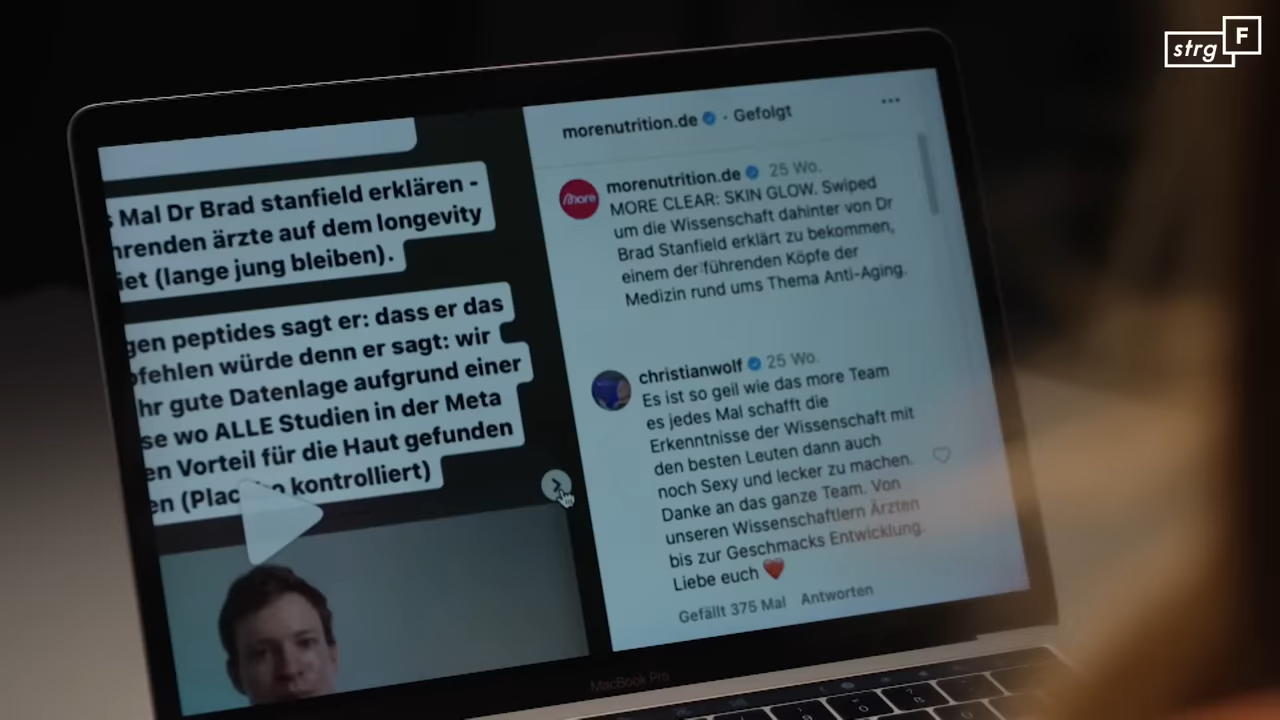 strg F
Mal Dr Brad stanfield erklären -
hrenden ärzte auf dem longevity
iet (lange jung bleiben).
gen peptides sagt er: dass er das
pfehlen würde denn er sagt: wir
hr gute Datenlage aufgrund einer
se wo ALLE Studien in der Meta
en Vorteil für die Haut gefunden
en kontrolliert)
morenutrition.de · Gefolgt
more
morenutrition.de 25 Wo.
MORE CLEAR: SKIN GLOW. Swiped
um die Wissenschaft dahinter von Dr
Brad Stanfield erklärt zu bekommen,
einem der führenden Köpfe der
Medizin rund ums Thema Anti-Aging.
christianwolf 25 Wo.
Es ist so geil wie das more Team
es jedes Mal schafft die
Erkenntnisse der Wissenschaft mit
den besten Leuten dann auch
noch Sexy und lecker zu machen.
Danke an das ganze Team. Von
unseren Wissenschaftlern Ärzten
bis zur Geschmacks Entwicklung.
Liebe euch ❤️
Gefällt 375 Mal Antworten
MacBook Pro